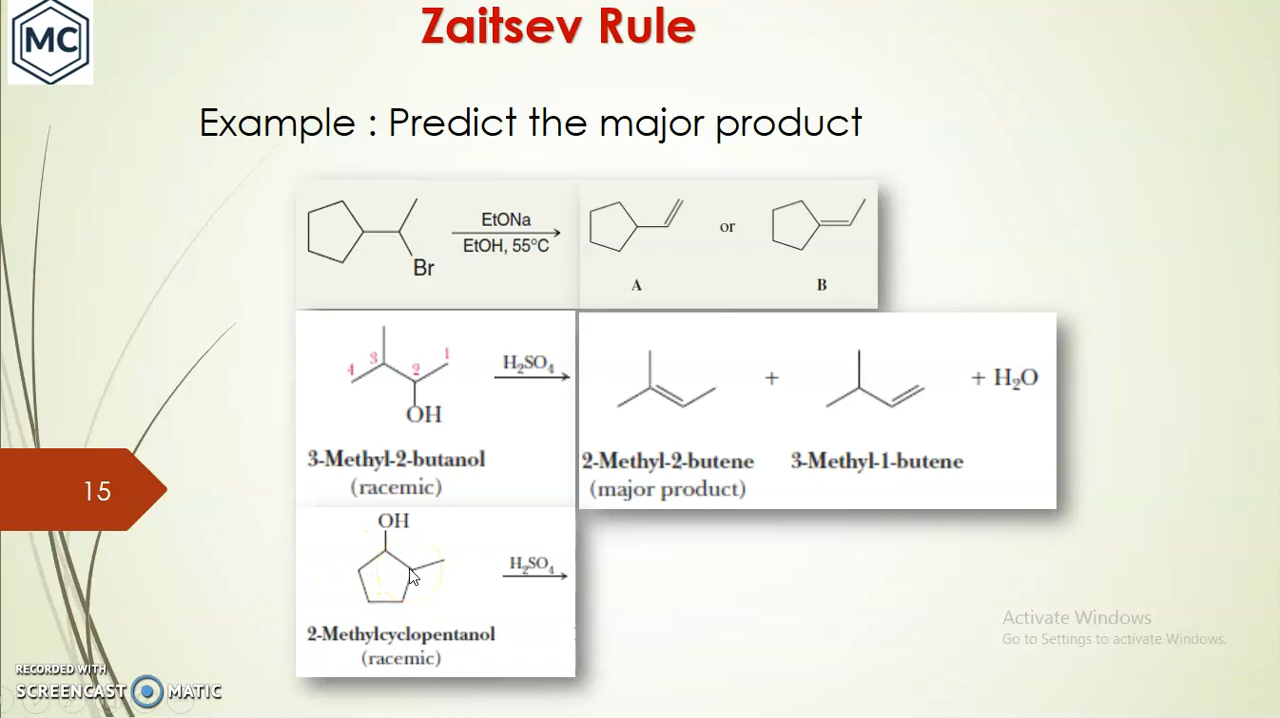 MC
Zaitsev Rule
Example : Predict the major product
EtONa
EtOH, 55°C
Br
or
A
B
4 3 2 1
OH
H₂SO₄
+
+ H₂O
3-Methyl-2-butanol
(racemic)
2-Methyl-2-butene
(major product)
3-Methyl-1-butene
15
OH
H₂SO₄
2-Methylcyclopentanol
(racemic)
Activate Windows
Go to Settings to activate Windows.
RECORDED WITH
SCREENCAST MATIC